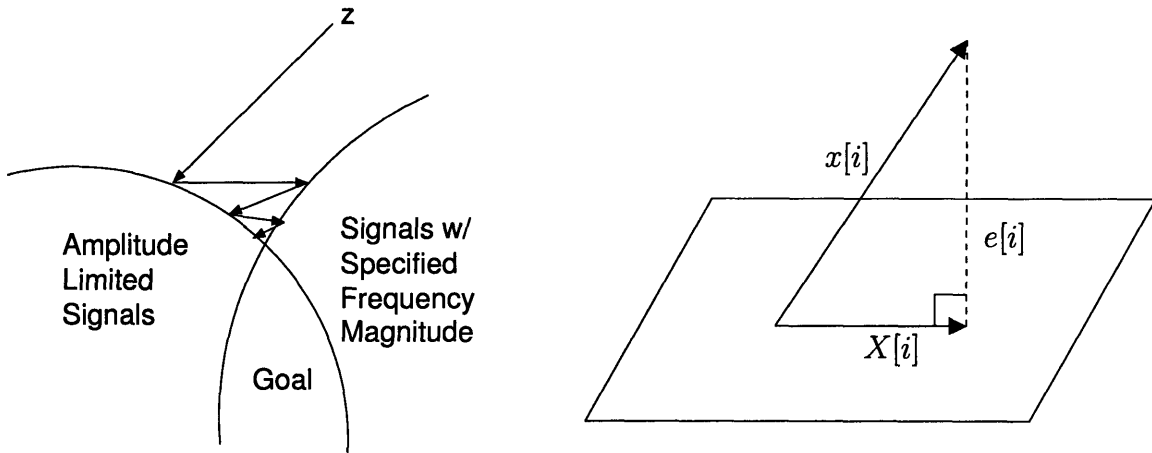 z
Amplitude
Limited
Signals
Signals w/
Specified
Frequency
Magnitude
Goal
x[i]
e[i]
X[i]